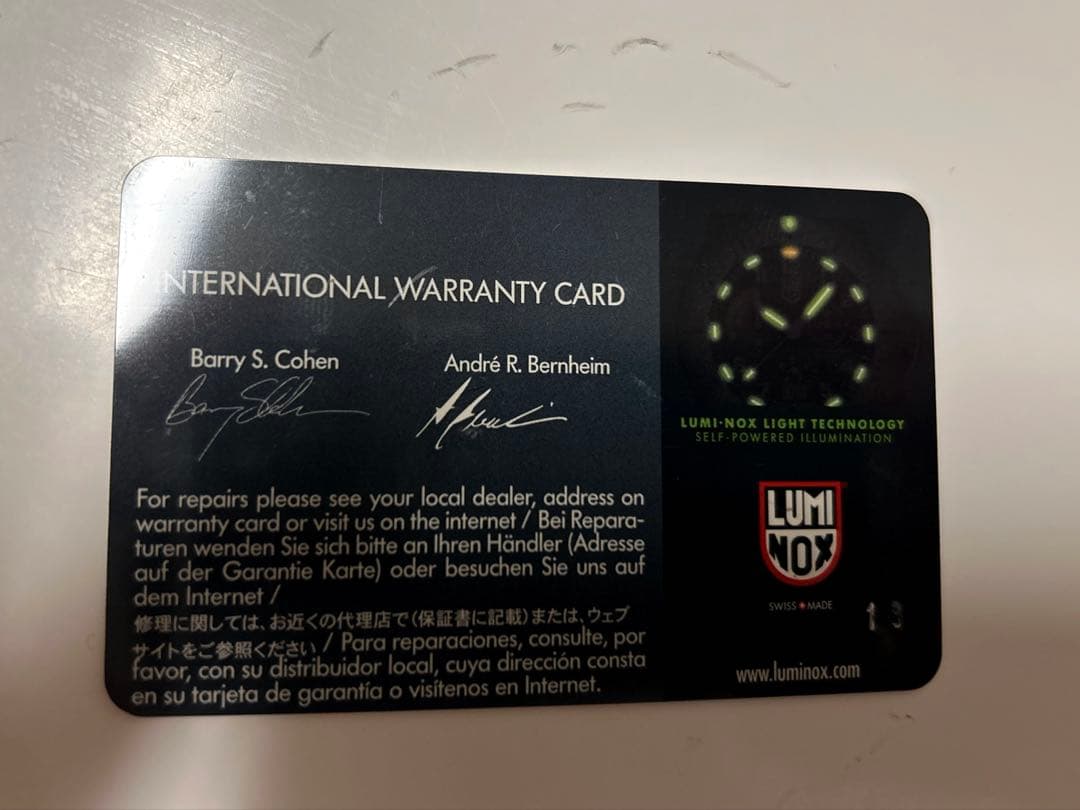 INTERNATIONAL WARRANTY CARD
Barry S. Cohen
André R. Bernheim
For repairs please see your local dealer, address on
warranty card or visit us on the internet / Bei Repara-
turen wenden Sie sich bitte an Ihren Händler (Adresse
auf der Garantie Karte) oder besuchen Sie uns auf
dem Internet /
修理に関しては、お近くの代理店で(保証書に記載)または、ウェブ
サイトをご参照ください / Para reparaciones, consulte, por
favor, con su distribuidor local, cuya dirección consta
en su tarjeta de garantía o visítenos en Internet.
LUMI·NOX LIGHT TECHNOLOGY
SELF-POWERED ILLUMINATION
LUMI
NOX
SWISS MADE
www.luminox.com